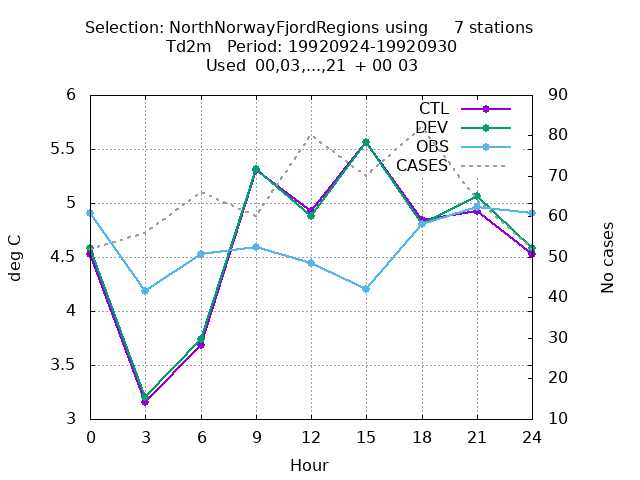 Selection: NorthNorwayFjordRegions using     7 stations
Td2m   Period: 19920924-19920930
Used  00,03,...,21  + 00 03
6
5.5
5
4.5
4
3.5
3
deg C
90
80
70
60
50
40
30
20
10
No cases
CTL
DEV
OBS
CASES
0 3 6 9 12 15 18 21 24
Hour